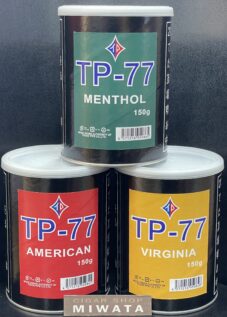 TP-77
MENTHOL
150g
TP-77
AMERICAN
150g
TP-77
VIRGINIA
150g
CIGAR SHOP
MIWATA